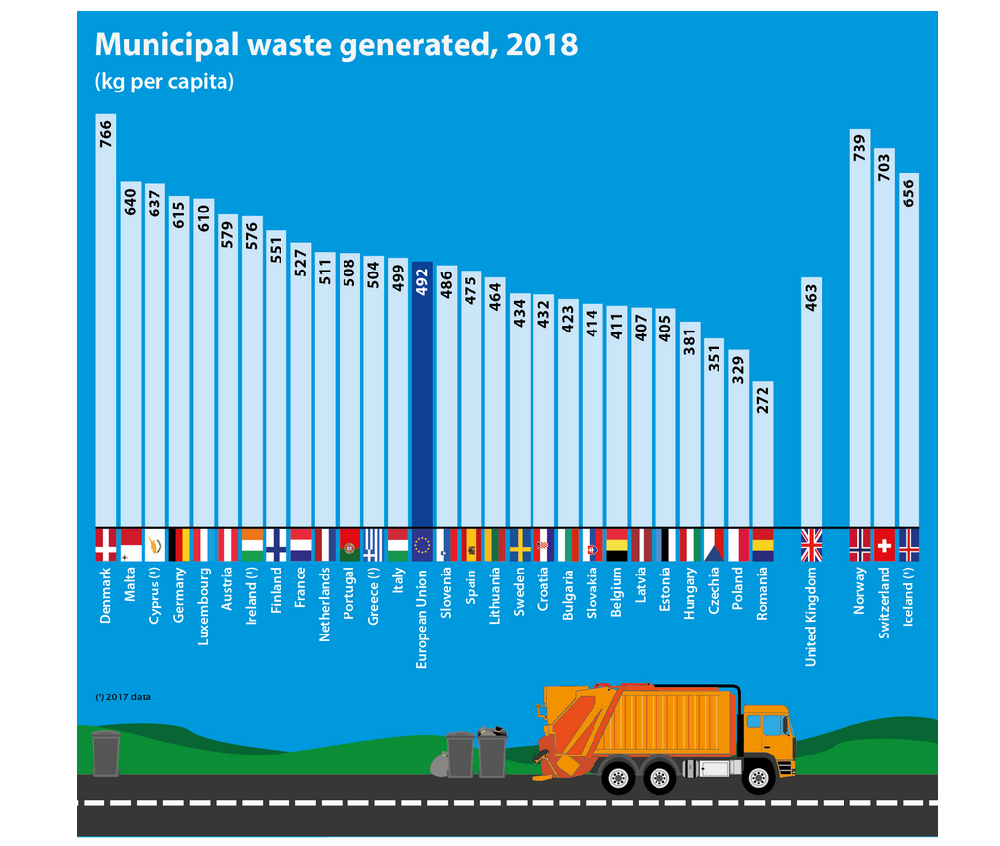 Municipal waste generated, 2018
(kg per capita)
766
640
637
615
610
579
576
551
527
511
508
504
499
492
486
475
464
434
432
423
414
411
407
405
381
351
329
272
463
739
703
656
Denmark
Malta
Cyprus (¹)
Germany
Luxembourg
Austria
Ireland (¹)
Finland
France
Netherlands
Portugal
Greece (¹)
Italy
European Union
Slovenia
Spain
Lithuania
Sweden
Croatia
Bulgaria
Slovakia
Belgium
Latvia
Estonia
Hungary
Czechia
Poland
Romania
United Kingdom
Norway
Switzerland
Iceland (¹)
(¹) 2017 data